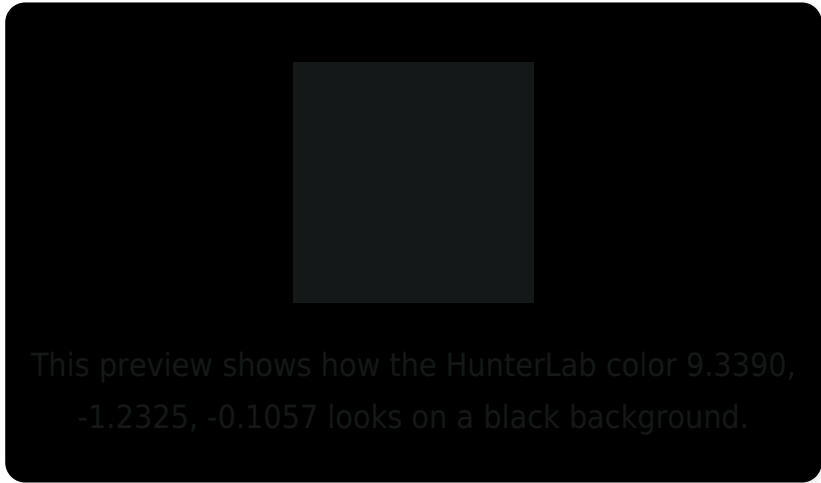 This preview shows how the HunterLab color 9.3390,
-1.2325, -0.1057 looks on a black background.